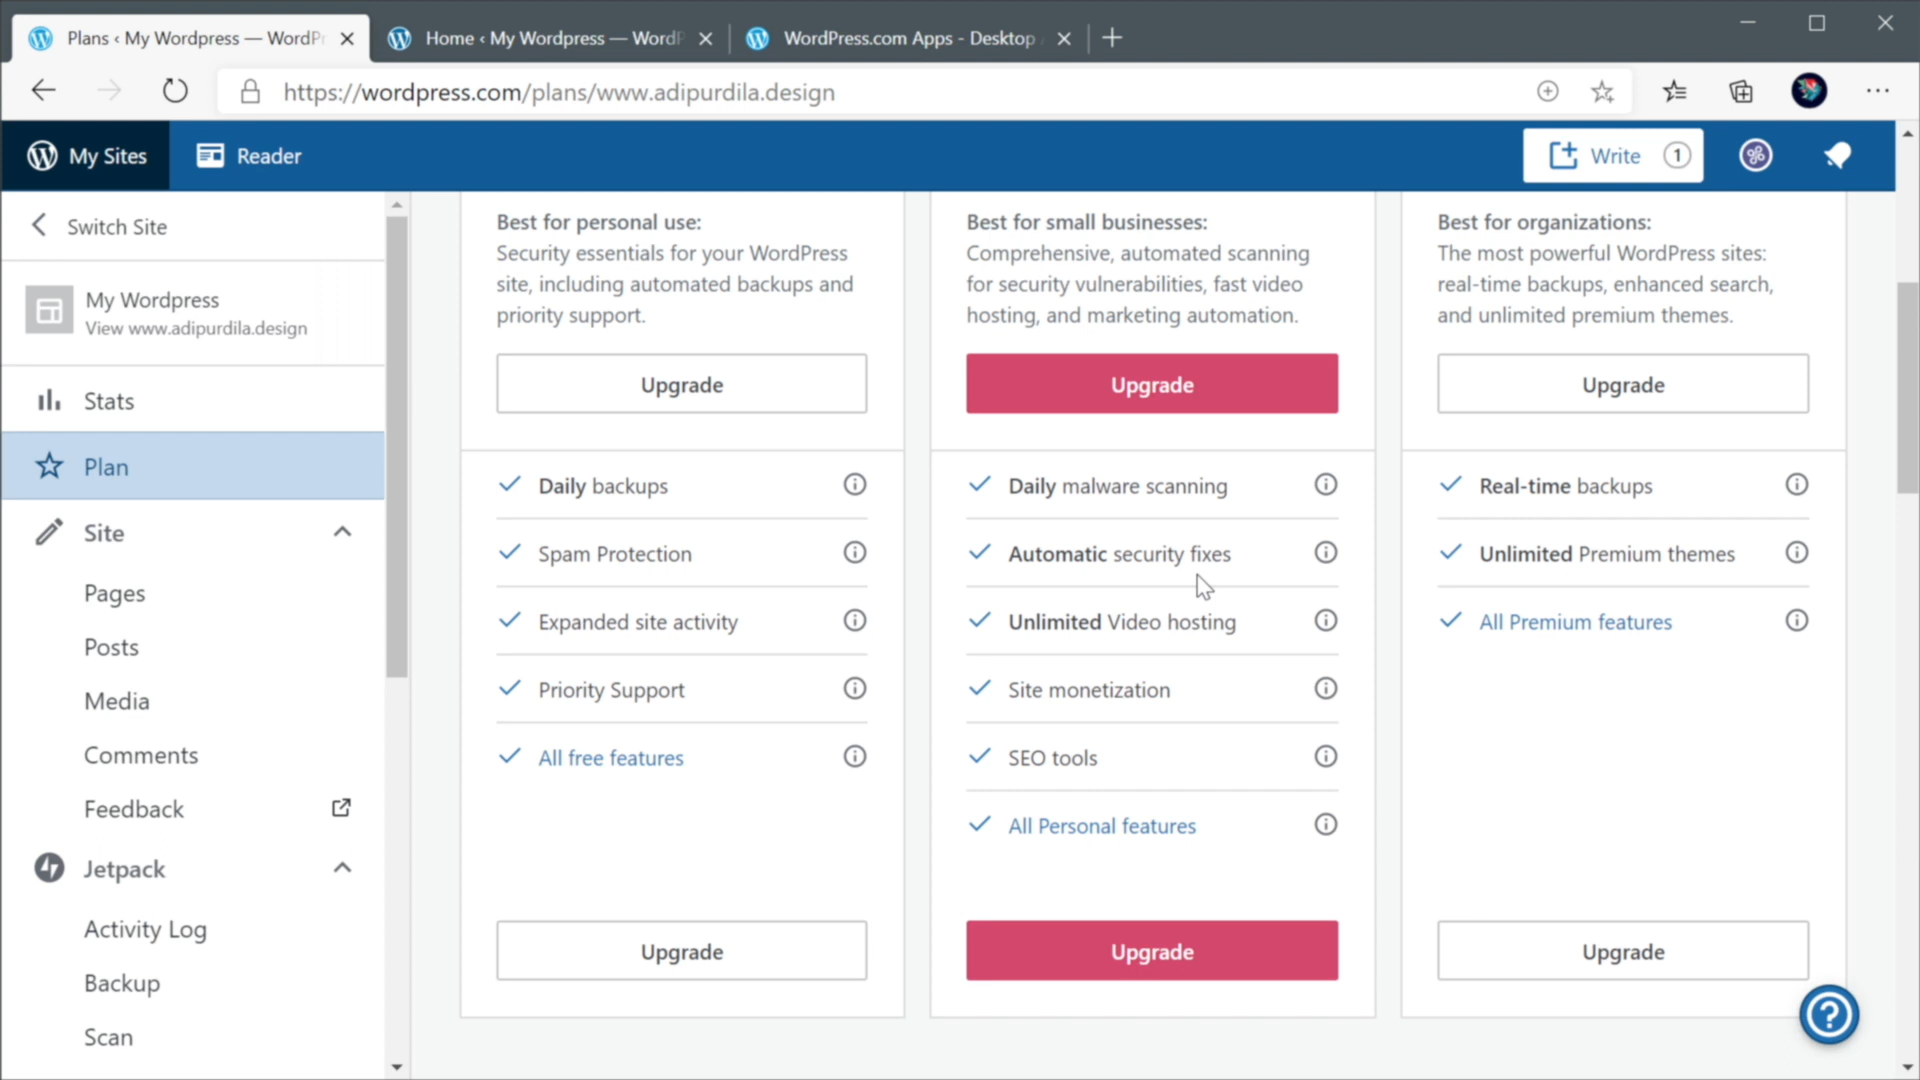 Plans ‹ My Wordpress — WordPr
Home ‹ My Wordpress — WordP
WordPress.com Apps - Desktop
https://wordpress.com/plans/www.adipurdila.design
My Sites
Reader
Write
1
Switch Site
My Wordpress
View www.adipurdila.design
Stats
Plan
Site
Pages
Posts
Media
Comments
Feedback
Jetpack
Activity Log
Backup
Scan
Best for personal use:
Security essentials for your WordPress
site, including automated backups and
priority support.
Upgrade
Daily backups
Spam Protection
Expanded site activity
Priority Support
All free features
Upgrade
Best for small businesses:
Comprehensive, automated scanning
for security vulnerabilities, fast video
hosting, and marketing automation.
Upgrade
Daily malware scanning
Automatic security fixes
Unlimited Video hosting
Site monetization
SEO tools
All Personal features
Upgrade
Best for organizations:
The most powerful WordPress sites:
real-time backups, enhanced search,
and unlimited premium themes.
Upgrade
Real-time backups
Unlimited Premium themes
All Premium features
Upgrade